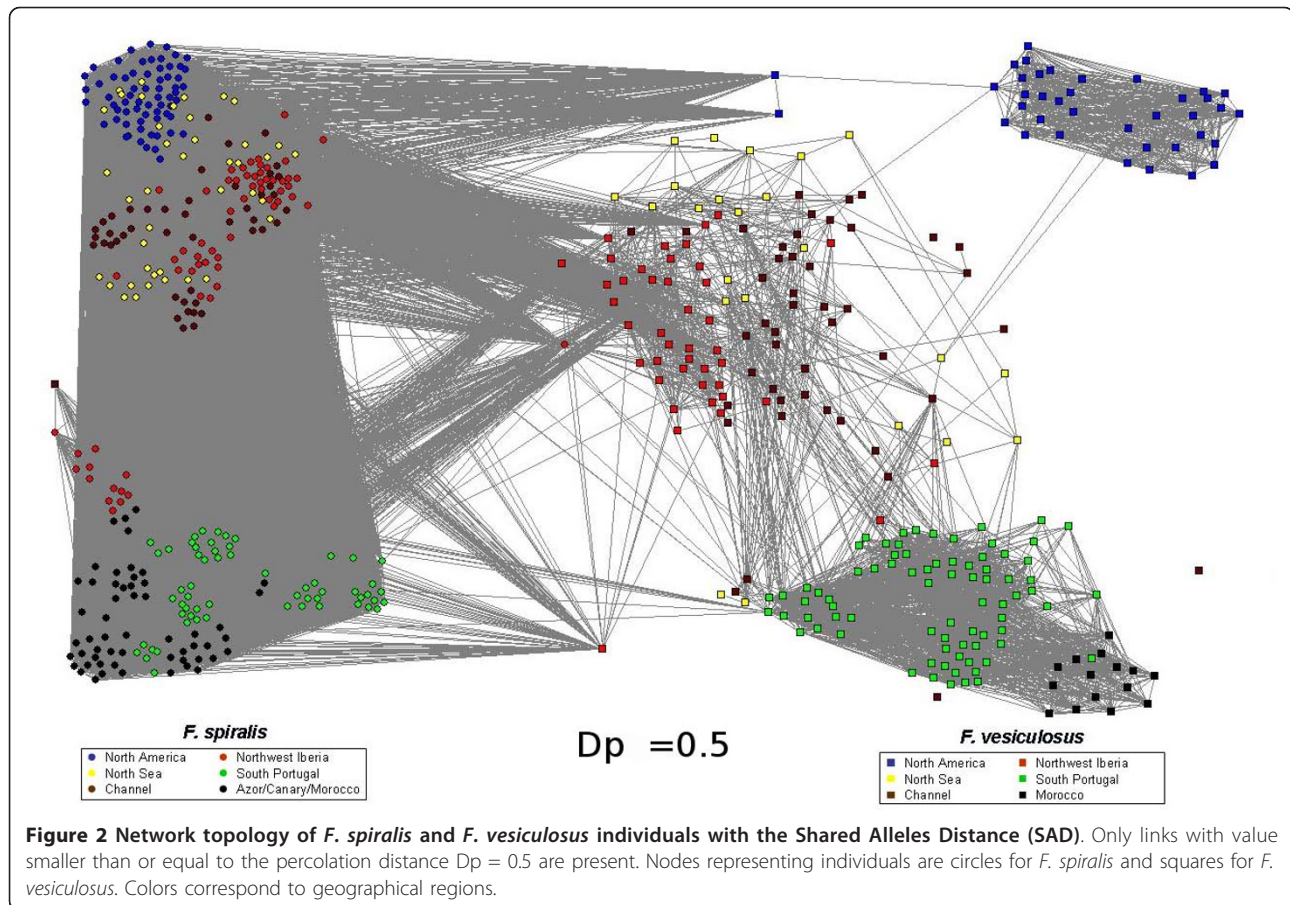 F. spiralis
North America
Northwest Iberia
North Sea
South Portugal
Channel
Azor/Canary/Morocco
Dp =0.5
F. vesiculosus
North America
Northwest Iberia
North Sea
South Portugal
Channel
Morocco
Figure 2 Network topology of F. spiralis and F. vesiculosus individuals with the Shared Alleles Distance (SAD). Only links with value
smaller than or equal to the percolation distance Dp = 0.5 are present. Nodes representing individuals are circles for F. spiralis and squares for F.
vesiculosus. Colors correspond to geographical regions.